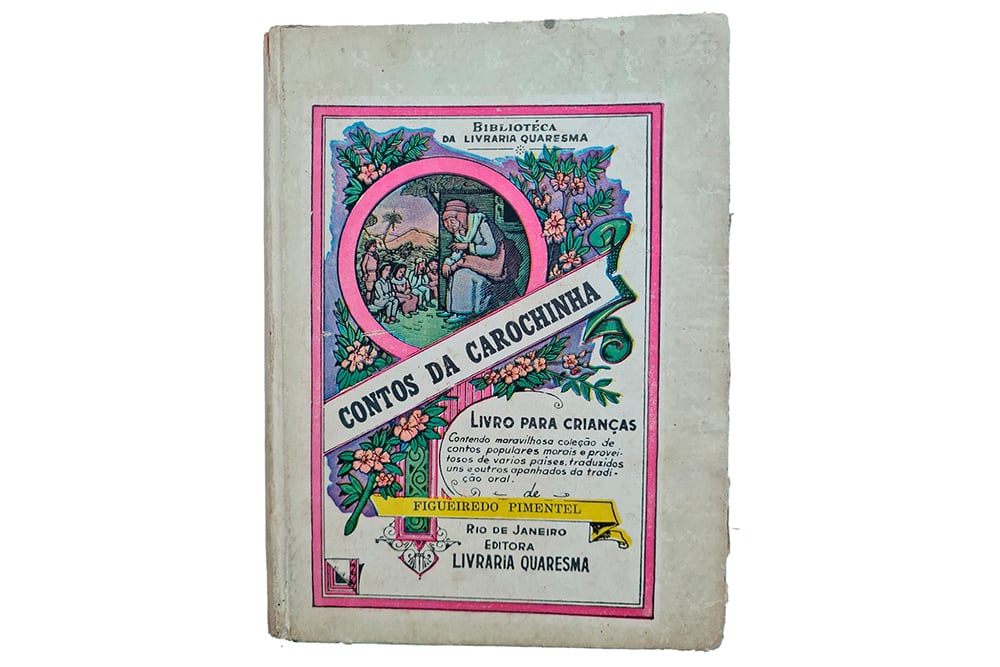 BIBLIOTÉCA
DA LIVRARIA QUARESMA
CONTOS DA CAROCHINHA
LIVRO PARA CRIANÇAS
Contendo maravilhosa coleção de
contos populares morais e provei-
tosos de varios países, traduzidos
uns e outros apanhados da tradi-
ção oral.
de
FIGUEIREDO PIMENTEL
RIO DE JANEIRO
EDITORA
LIVRARIA QUARESMA